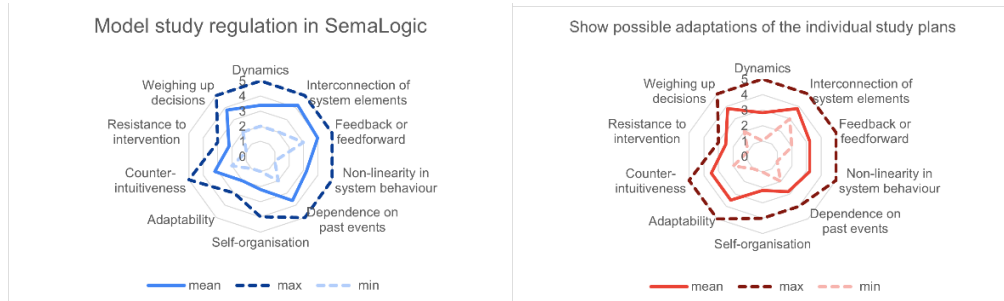 Model study regulation in SemaLogic
Dynamics
Weighing up
decisions
Interconnection of
system elements
Resistance to
intervention
Feedback or
feedforward
Counter-
intuitiveness
Non-linearity in
system behaviour
Adaptability
Dependence on
past events
Self-organisation
5
4
3
2
1
0
mean
max
min
Show possible adaptations of the individual study plans
Dynamics
Weighing up
decisions
Interconnection of
system elements
Resistance to
intervention
Feedback or
feedforward
Counter-
intuitiveness
Non-linearity in
system behaviour
Adaptability
Dependence on
past events
Self-organisation
5
4
3
2
1
0
mean
max
min